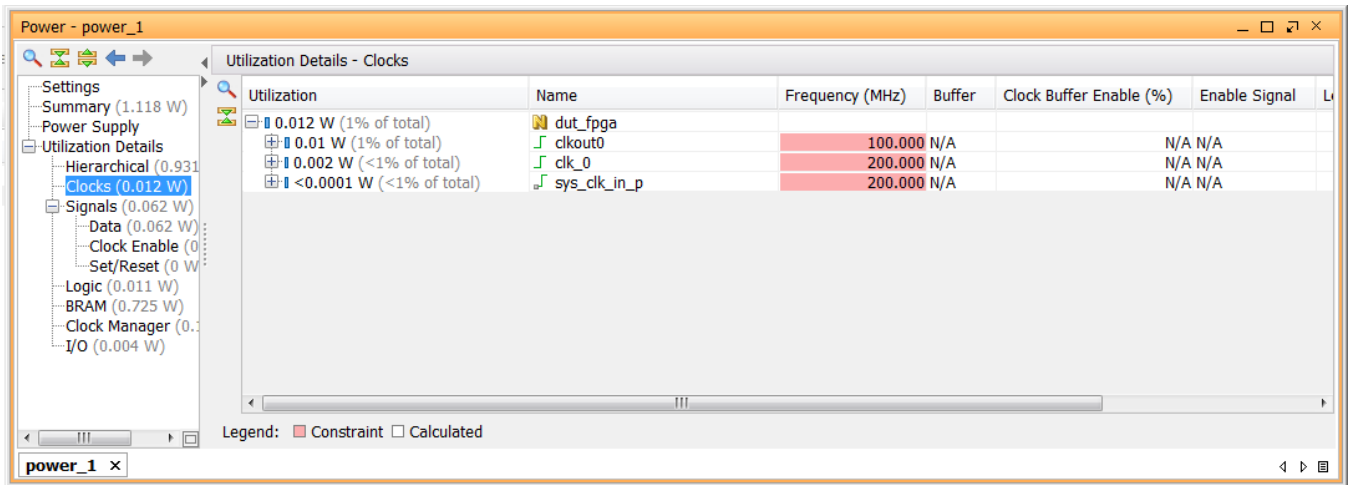 Power - power_1
Utilization Details - Clocks
Settings
Summary (1.118 W)
Power Supply
Utilization Details
Hierarchical (0.931
Clocks (0.012 W)
Signals (0.062 W)
Data (0.062 W)
Clock Enable (0
Set/Reset (0 W
Logic (0.011 W)
BRAM (0.725 W)
Clock Manager (0.1
I/O (0.004 W)
Utilization Name Frequency (MHz) Buffer Clock Buffer Enable (%) Enable Signal Lo
0.012 W (1% of total) dut_fpga
0.01 W (1% of total) clkout0 100.000 N/A N/A N/A
0.002 W (<1% of total) clk_0 200.000 N/A N/A N/A
<0.0001 W (<1% of total) sys_clk_in_p 200.000 N/A N/A N/A
Legend: Constraint Calculated
power_1